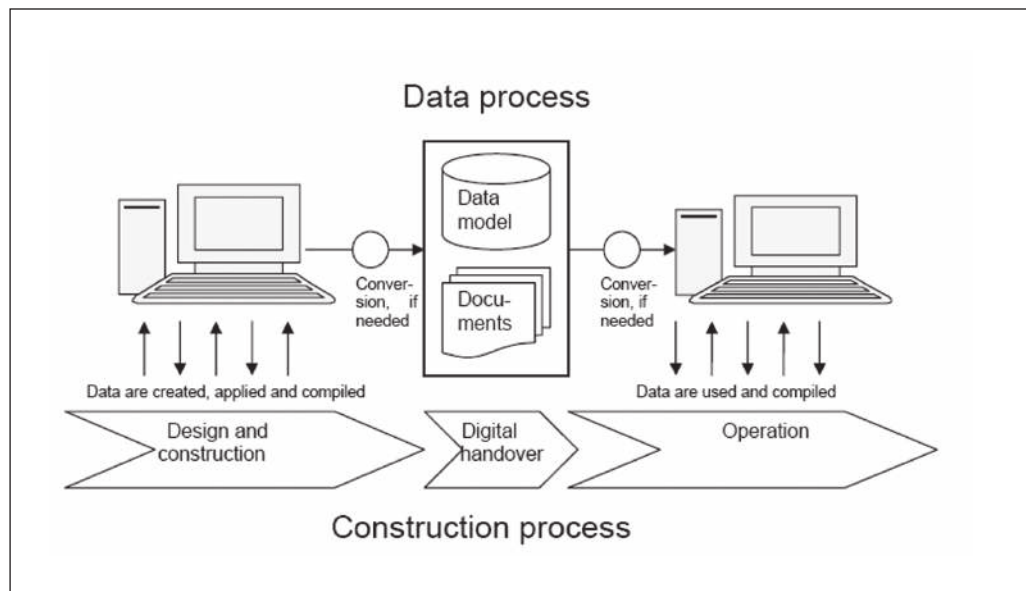 Data process
Data
model
Conver-
sion, if
needed
Docu-
ments
Conver-
sion, if
needed
Data are created, applied and compiled
Data are used and compiled
Design and
construction
Digital
handover
Operation
Construction process